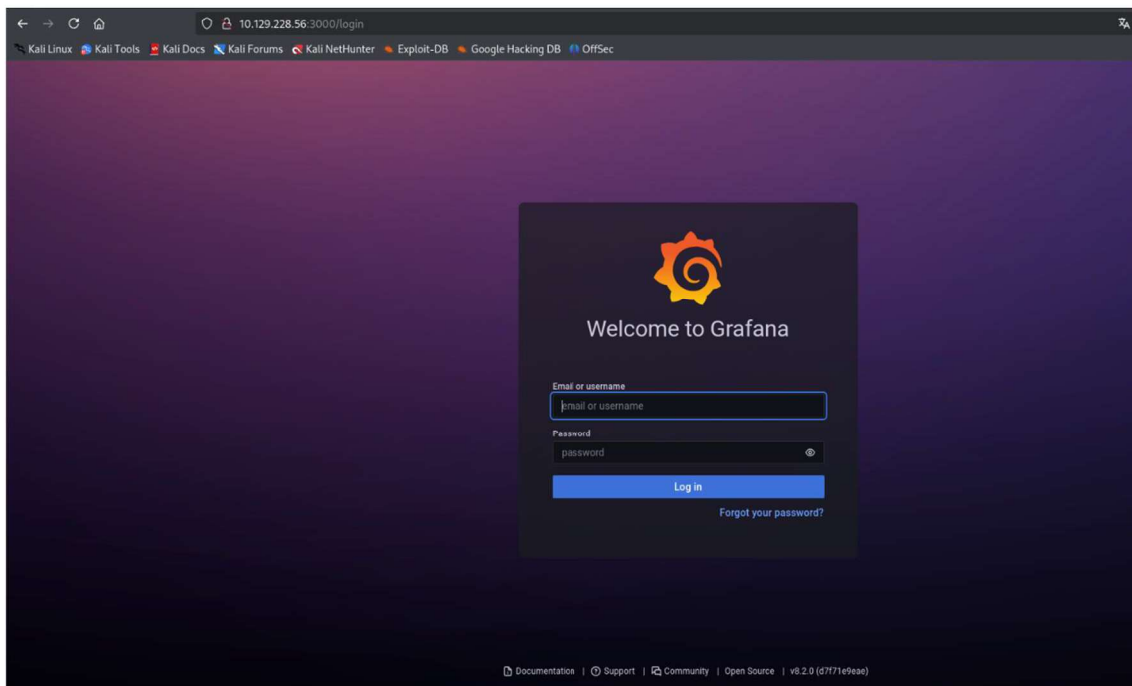 10.129.228.56:3000/login
Kali Linux Kali Tools Kali Docs Kali Forums Kali NetHunter Exploit-DB Google Hacking DB OffSec
Welcome to Grafana
Email or username
email or username
Password
password
Log in
Forgot your password?
Documentation | Support | Community | Open Source | v8.2.0 (d7f71e9eae)